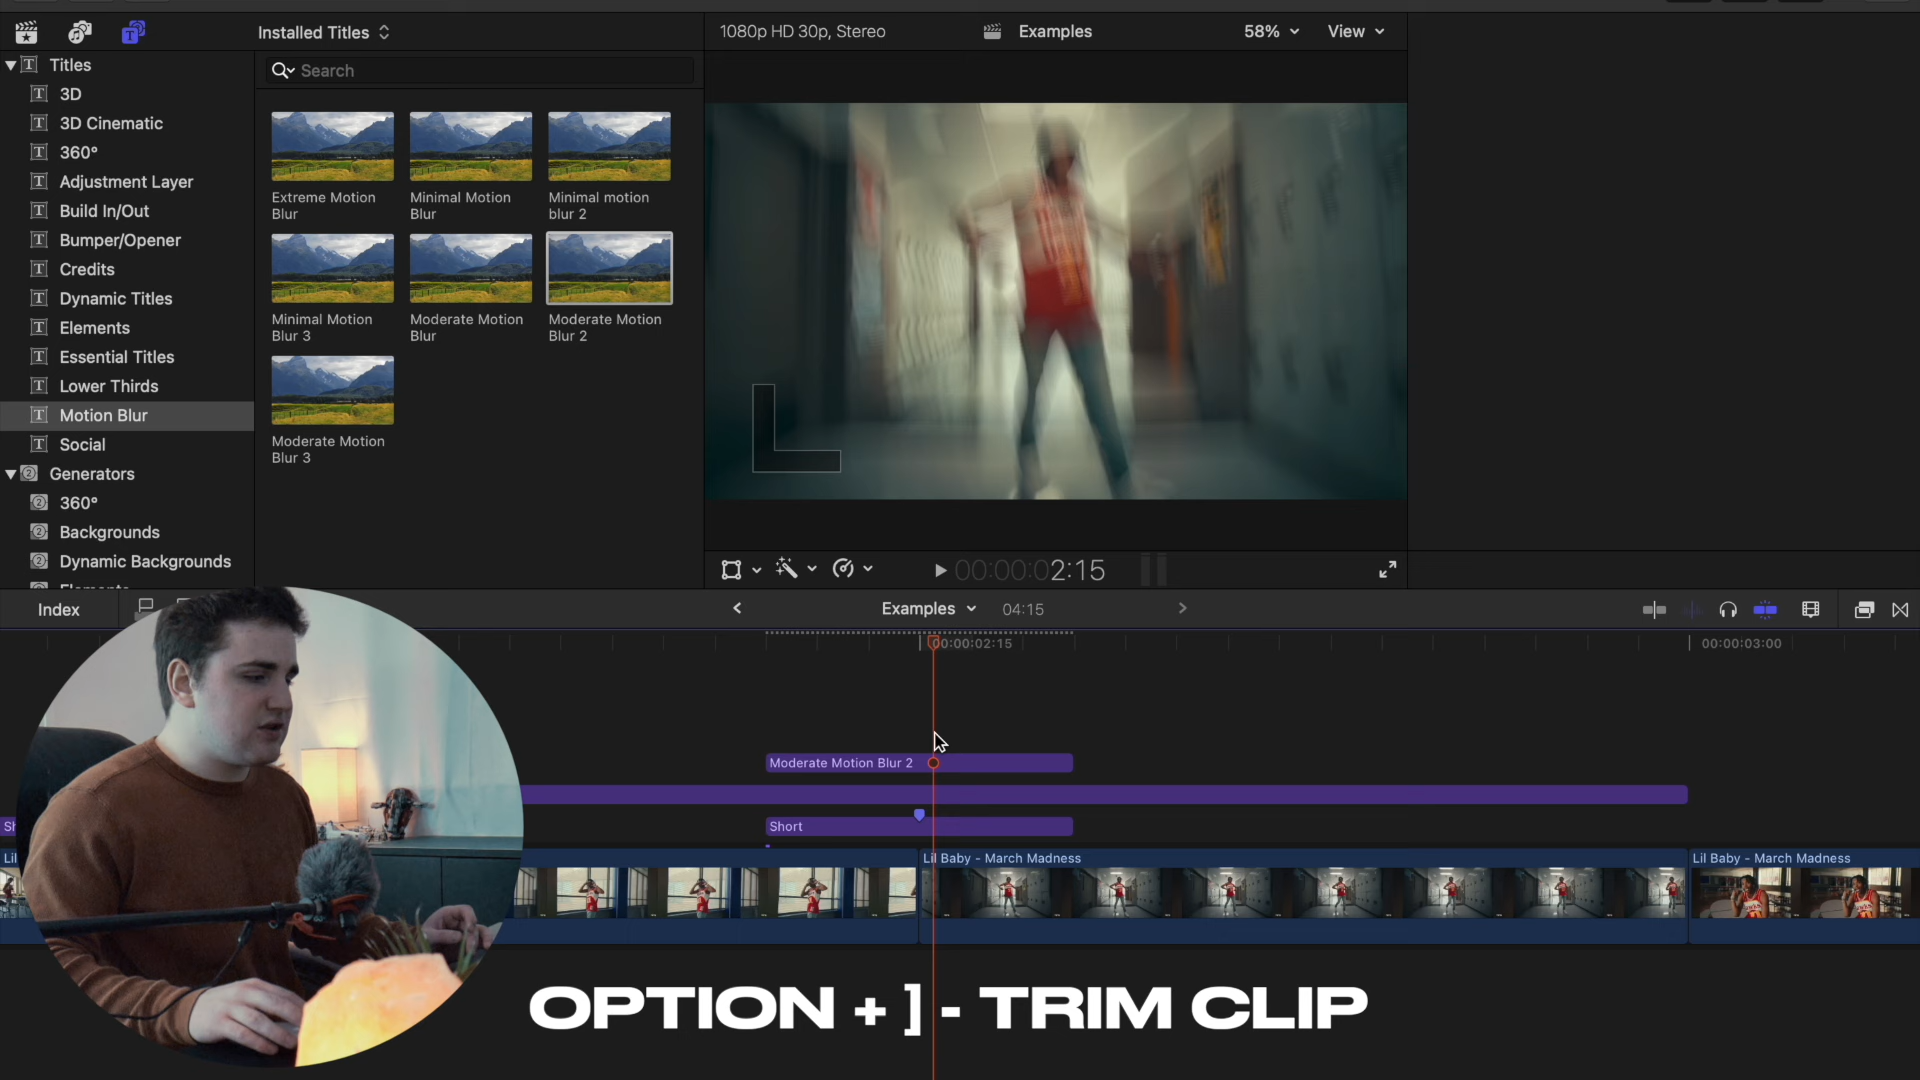 Installed Titles
1080p HD 30p, Stereo
Examples
58%
View
Titles
3D
3D Cinematic
360°
Adjustment Layer
Build In/Out
Bumper/Opener
Credits
Dynamic Titles
Elements
Essential Titles
Lower Thirds
Motion Blur
Social
Generators
360°
Backgrounds
Dynamic Backgrounds
Search
Extreme Motion
Blur
Minimal Motion
Blur
Minimal motion
blur 2
Minimal Motion
Blur 3
Moderate Motion
Blur
Moderate Motion
Blur 2
Moderate Motion
Blur 3
00:00:02:15
Index
Examples
04:15
00:00:02:15
00:00:03:00
Moderate Motion Blur 2
Short
Lil Baby - March Madness
Lil Baby - March Madness
OPTION + ] - TRIM CLIP